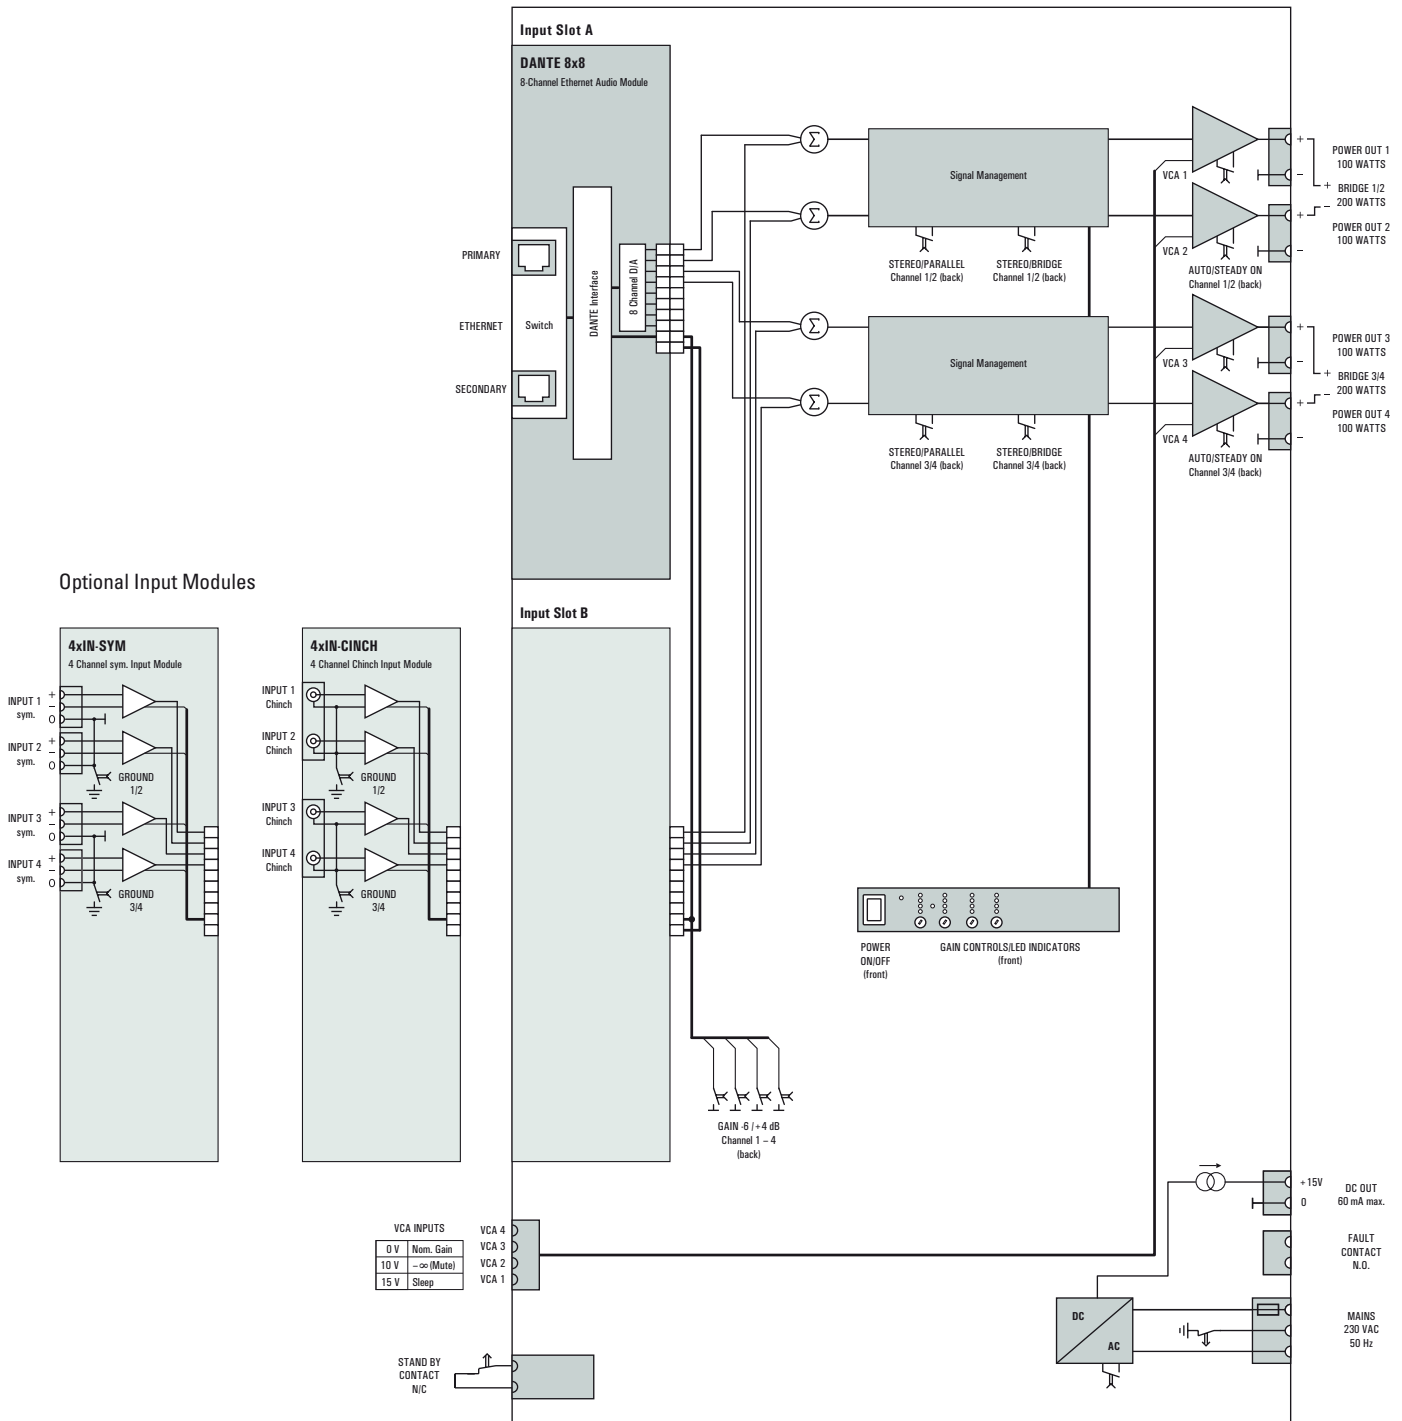 Input Slot A
DANTE 8x8
8-Channel Ethernet Audio Module
PRIMARY
ETHERNET
SECONDARY
Switch
DANTE Interface
8 Channel D/A
Σ
Σ
Σ
Σ
Signal Management
STEREO/PARALLEL
Channel 1/2 (back)
STEREO/BRIDGE
Channel 1/2 (back)
Signal Management
STEREO/PARALLEL
Channel 3/4 (back)
STEREO/BRIDGE
Channel 3/4 (back)
VCA 1
VCA 2
AUTO/STEADY ON
Channel 1/2 (back)
VCA 3
VCA 4
AUTO/STEADY ON
Channel 3/4 (back)
+
−
+
−
+
−
POWER OUT 1
100 WATTS
BRIDGE 1/2
200 WATTS
POWER OUT 2
100 WATTS
+
−
+
−
+
−
POWER OUT 3
100 WATTS
BRIDGE 3/4
200 WATTS
POWER OUT 4
100 WATTS
Optional Input Modules
4xIN-SYM
4 Channel sym. Input Module
INPUT 1
sym.
+
−
0
INPUT 2
sym.
+
−
0
GROUND
1/2
INPUT 3
sym.
+
−
0
INPUT 4
sym.
+
−
0
GROUND
3/4
4xIN-CINCH
4 Channel Chinch Input Module
INPUT 1
Chinch
INPUT 2
Chinch
GROUND
1/2
INPUT 3
Chinch
INPUT 4
Chinch
GROUND
3/4
Input Slot B
POWER
ON/OFF
(front)
GAIN CONTROLS/LED INDICATORS
(front)
GAIN -6 / + 4 dB
Channel 1 – 4
(back)
VCA INPUTS
0 V Nom. Gain
10 V −∞ (Mute)
15 V Sleep
VCA 4
VCA 3
VCA 2
VCA 1
STAND BY
CONTACT
N/C
+ 15V
0
DC OUT
60 mA max.
FAULT
CONTACT
N.O.
DC
AC
MAINS
230 VAC
50 Hz